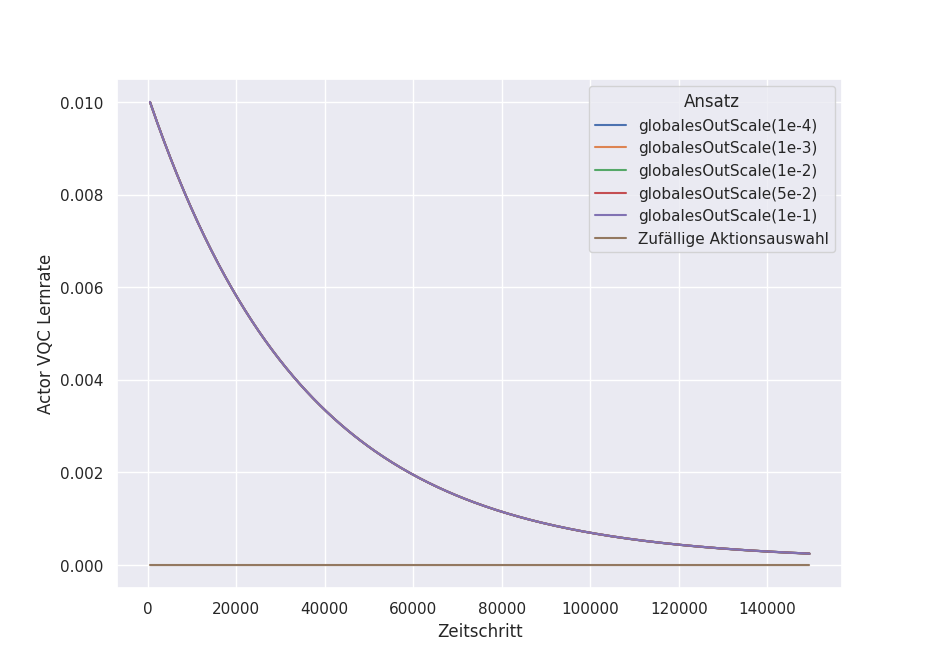 Ansatz
globalesOutScale(1e-4)
globalesOutScale(1e-3)
globalesOutScale(1e-2)
globalesOutScale(5e-2)
globalesOutScale(1e-1)
Zufällige Aktionsauswahl
Actor VQC Lernrate
0.010
0.008
0.006
0.004
0.002
0.000
0 20000 40000 60000 80000 100000 120000 140000
Zeitschritt